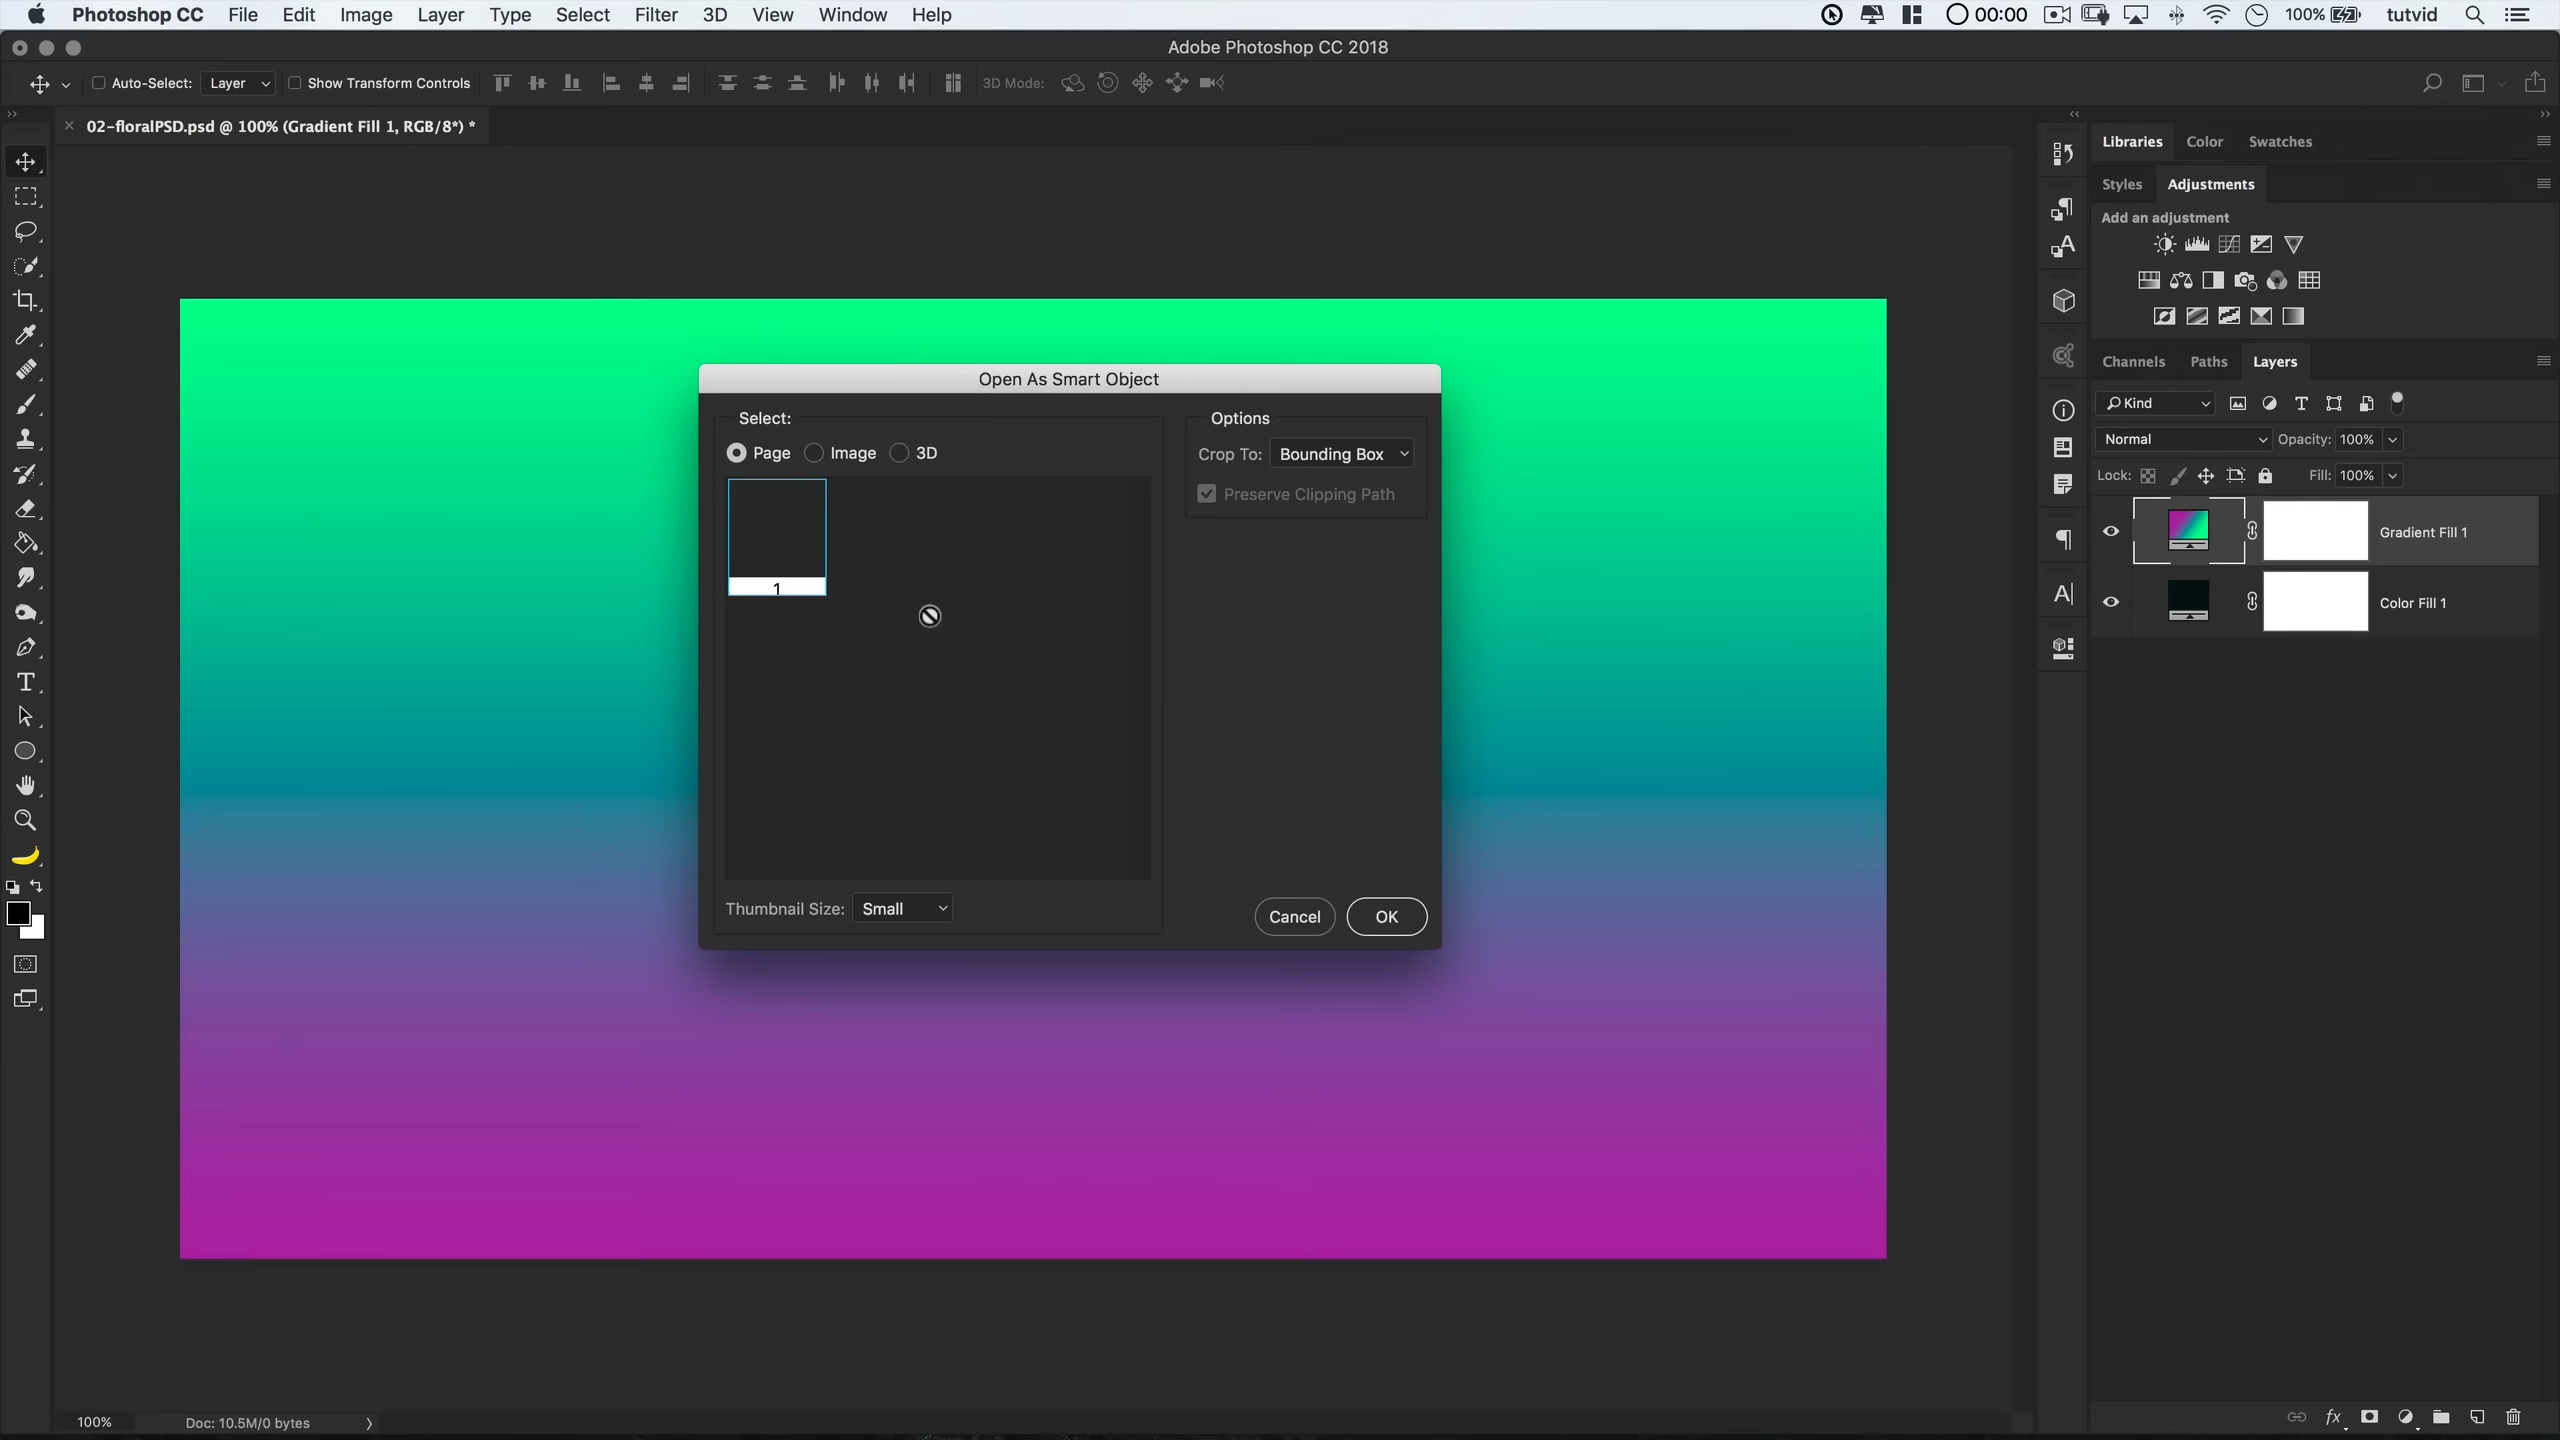 Photoshop CC File Edit Image Layer Type Select Filter 3D View Window Help 00:00 100% tutvid
Adobe Photoshop CC 2018
Auto-Select: Layer Show Transform Controls 3D Mode:
02-floralPSD.psd @ 100% (Gradient Fill 1, RGB/8*) *
Libraries Color Swatches
Styles Adjustments
Add an adjustment
Channels Paths Layers
Kind
Normal Opacity: 100%
Lock: Fill: 100%
Gradient Fill 1
Color Fill 1
Open As Smart Object
Select:
Page Image 3D
1
Thumbnail Size: Small
Options
Crop To: Bounding Box
Preserve Clipping Path
Cancel OK
100% Doc: 10.5M/0 bytes